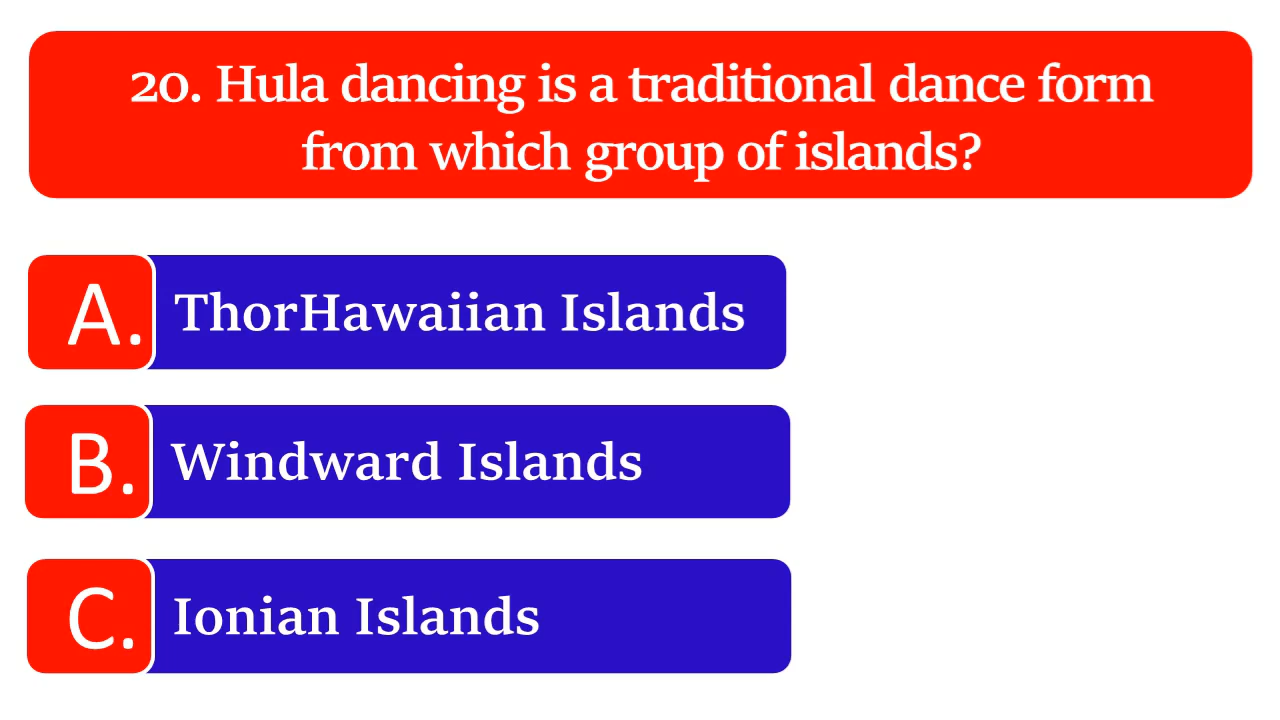 20. Hula dancing is a traditional dance form
from which group of islands?
A. ThorHawaiian Islands
B. Windward Islands
C. Ionian Islands